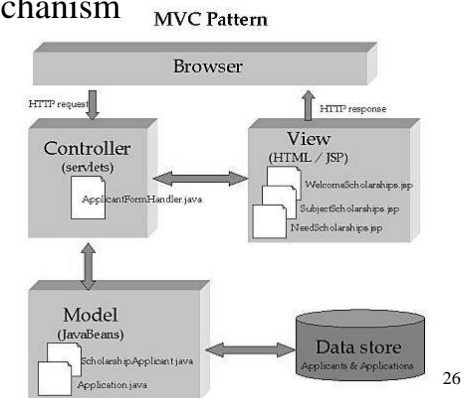 chanism
MVC Pattern
Browser
HTTP request
HTTP response
Controller
(servlets)
ApplicantFormHandler.java
View
(HTML / JSP)
WelcomeScholarships.jsp
SubjectScholarships.jsp
NeedScholarships.jsp
Model
(JavaBeans)
ScholarshipApplicant.java
Application.java
Data store
Applicants & Applications
26